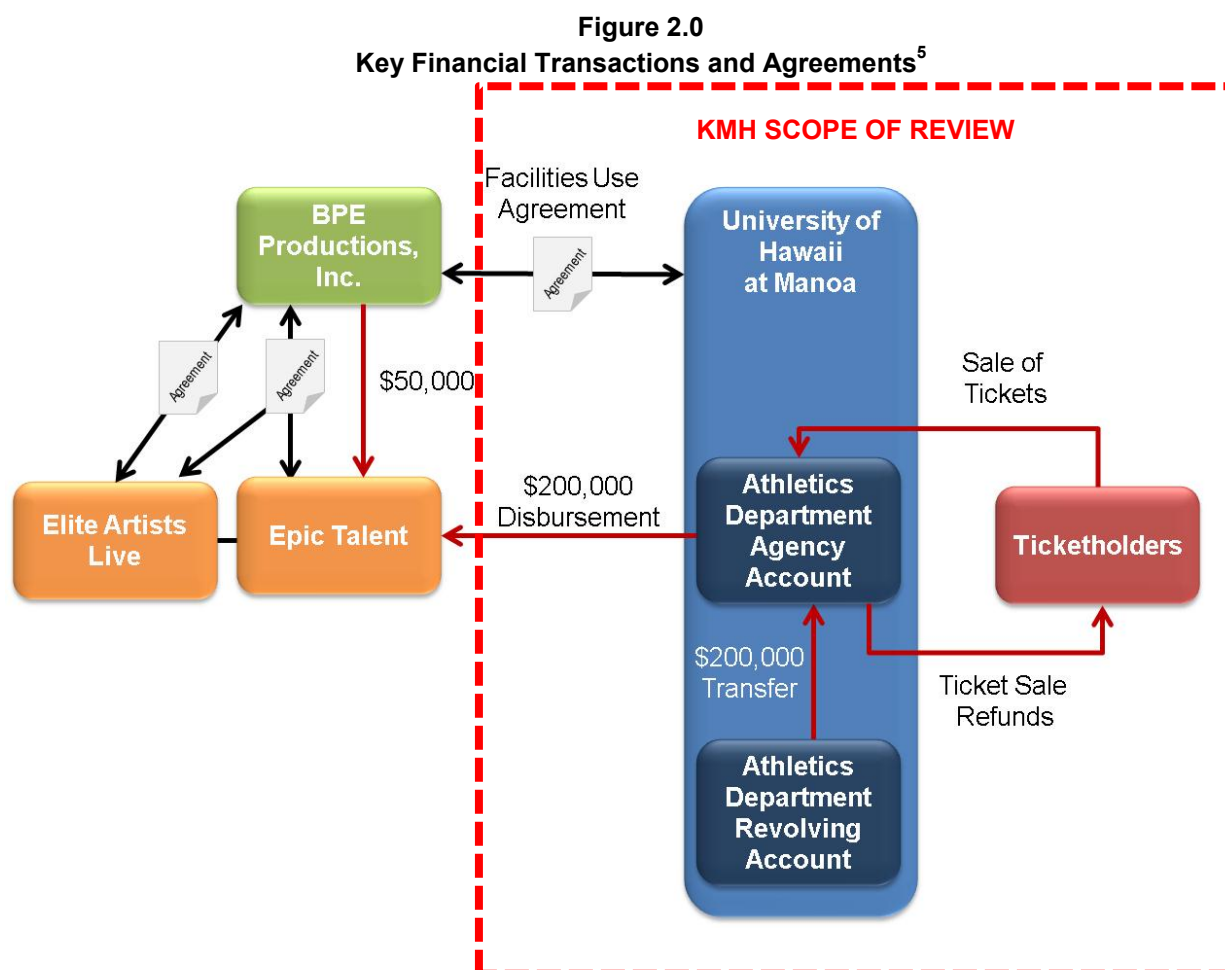 Figure 2.0
Key Financial Transactions and Agreements5
KMH SCOPE OF REVIEW
Facilities Use
Agreement
BPE
Productions,
Inc.
University of
Hawaii
at Manoa
Agreement
Agreement
Agreement
$50,000
Sale of
Tickets
$200,000
Disbursement
Elite Artists
Live
Epic Talent
Athletics
Department
Agency
Account
Ticketholders
$200,000
Transfer
Ticket Sale
Refunds
Athletics
Department
Revolving
Account